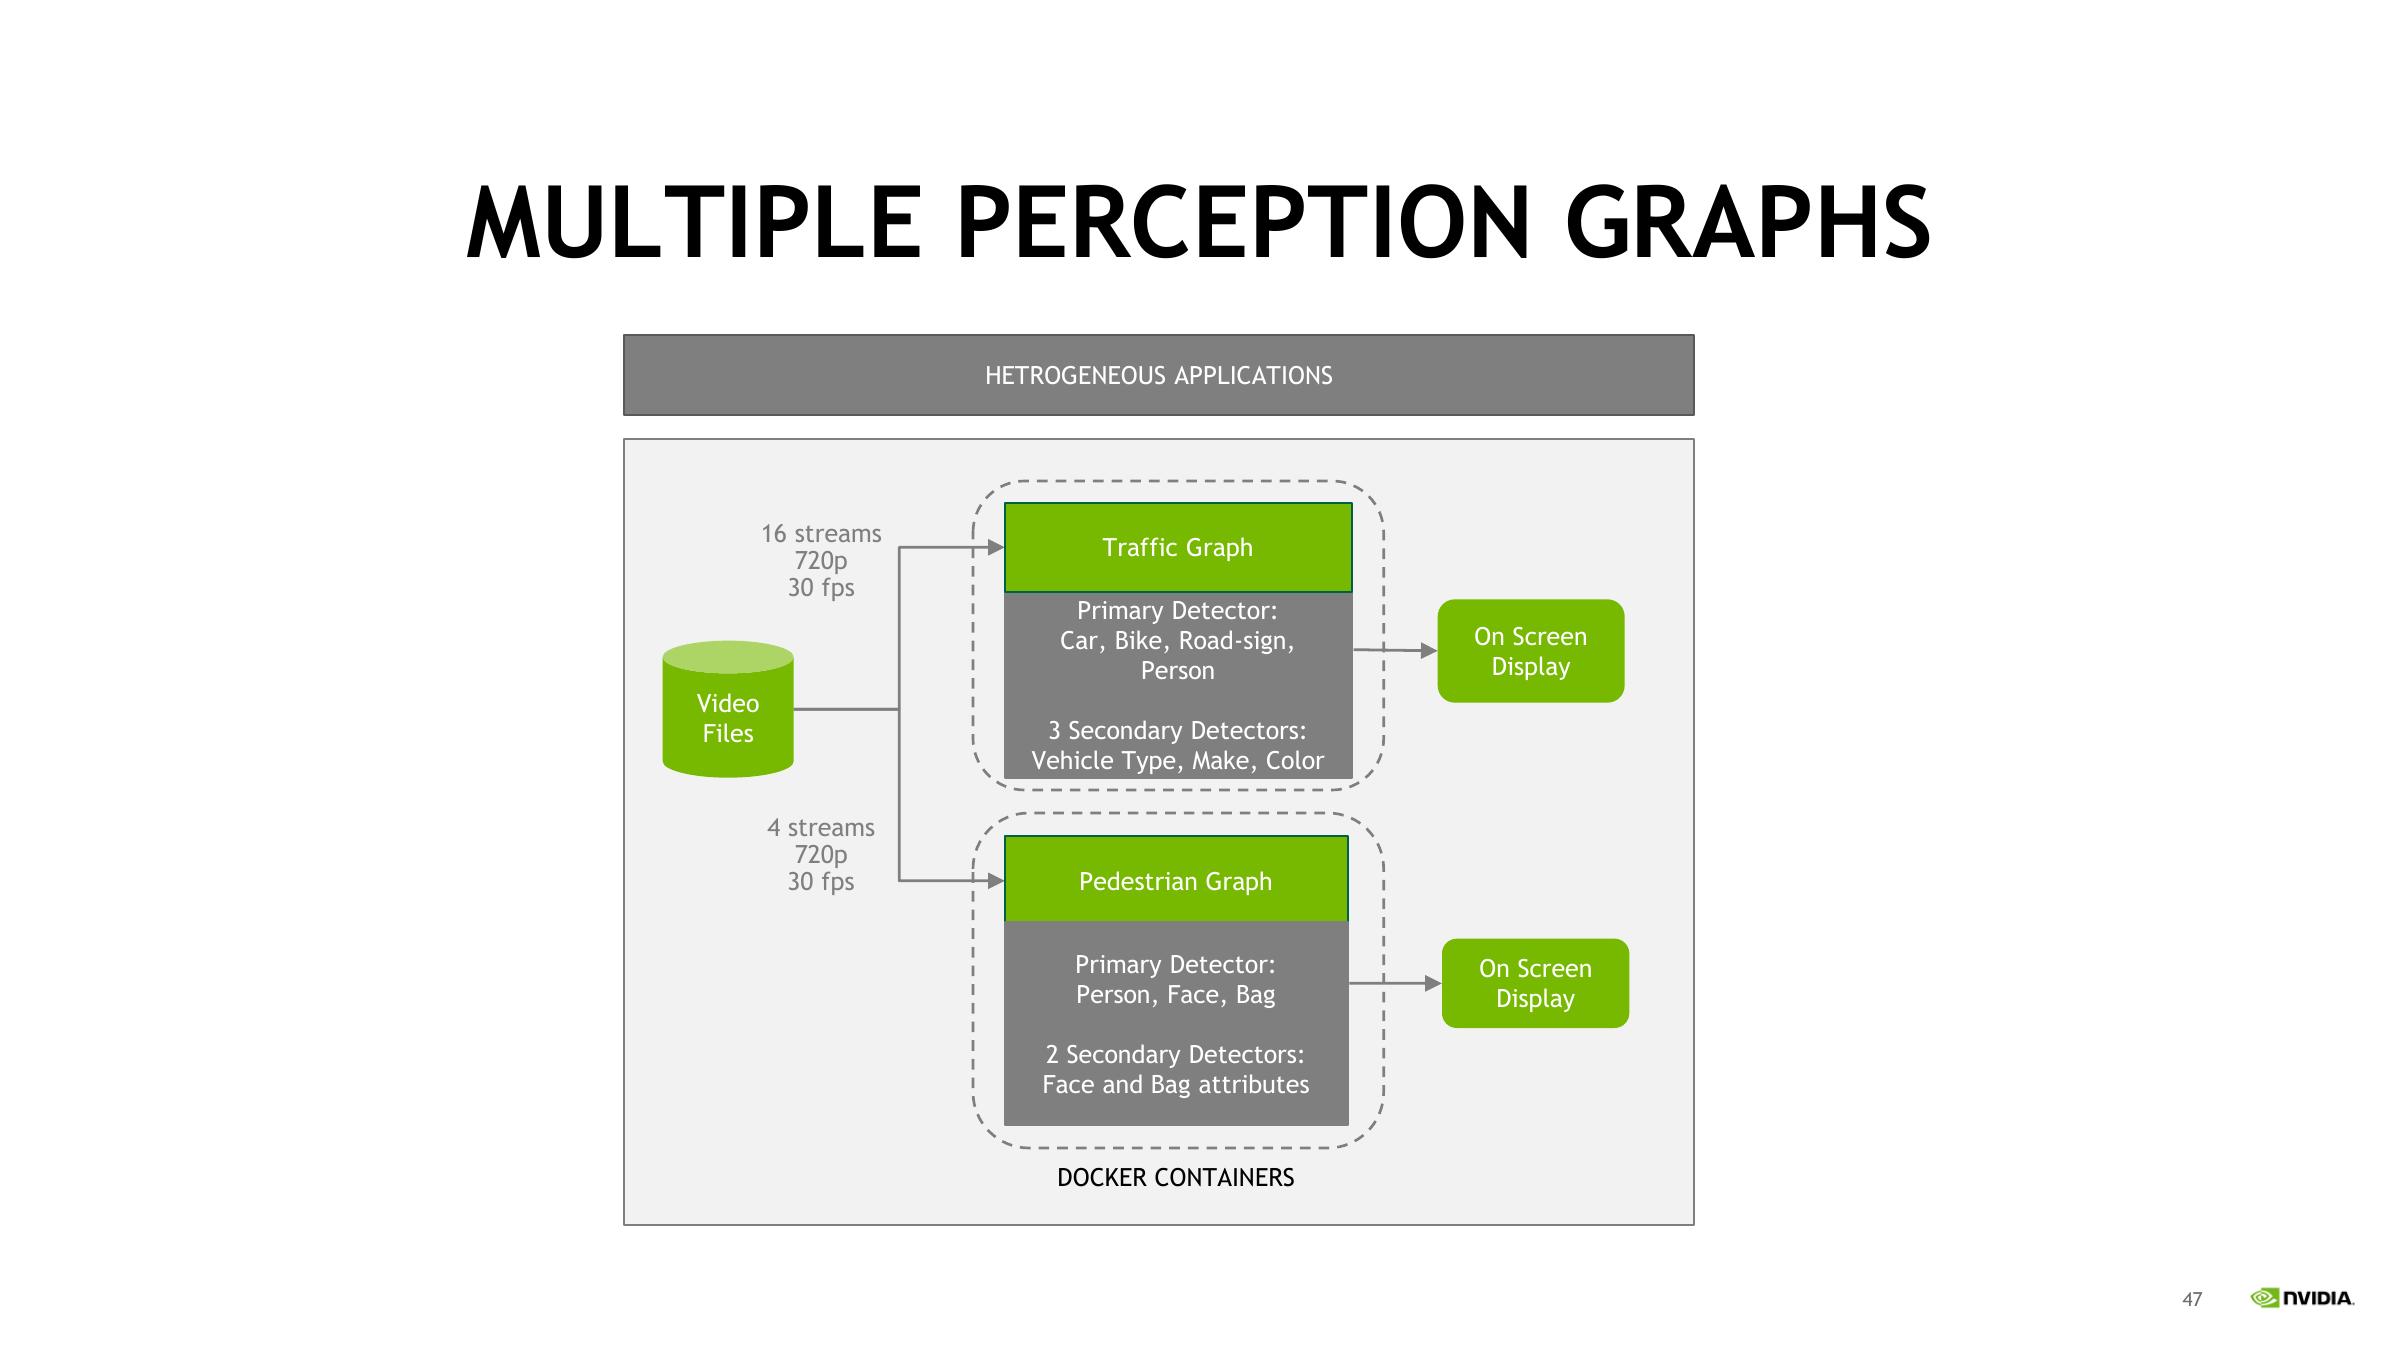 MULTIPLE PERCEPTION GRAPHS
HETROGENEOUS APPLICATIONS
16 streams
720p
30 fps
Traffic Graph
Primary Detector:
Car, Bike, Road-sign,
Person
3 Secondary Detectors:
Vehicle Type, Make, Color
On Screen
Display
Video
Files
4 streams
720p
30 fps
Pedestrian Graph
Primary Detector:
Person, Face, Bag
2 Secondary Detectors:
Face and Bag attributes
On Screen
Display
DOCKER CONTAINERS
47
NVIDIA.